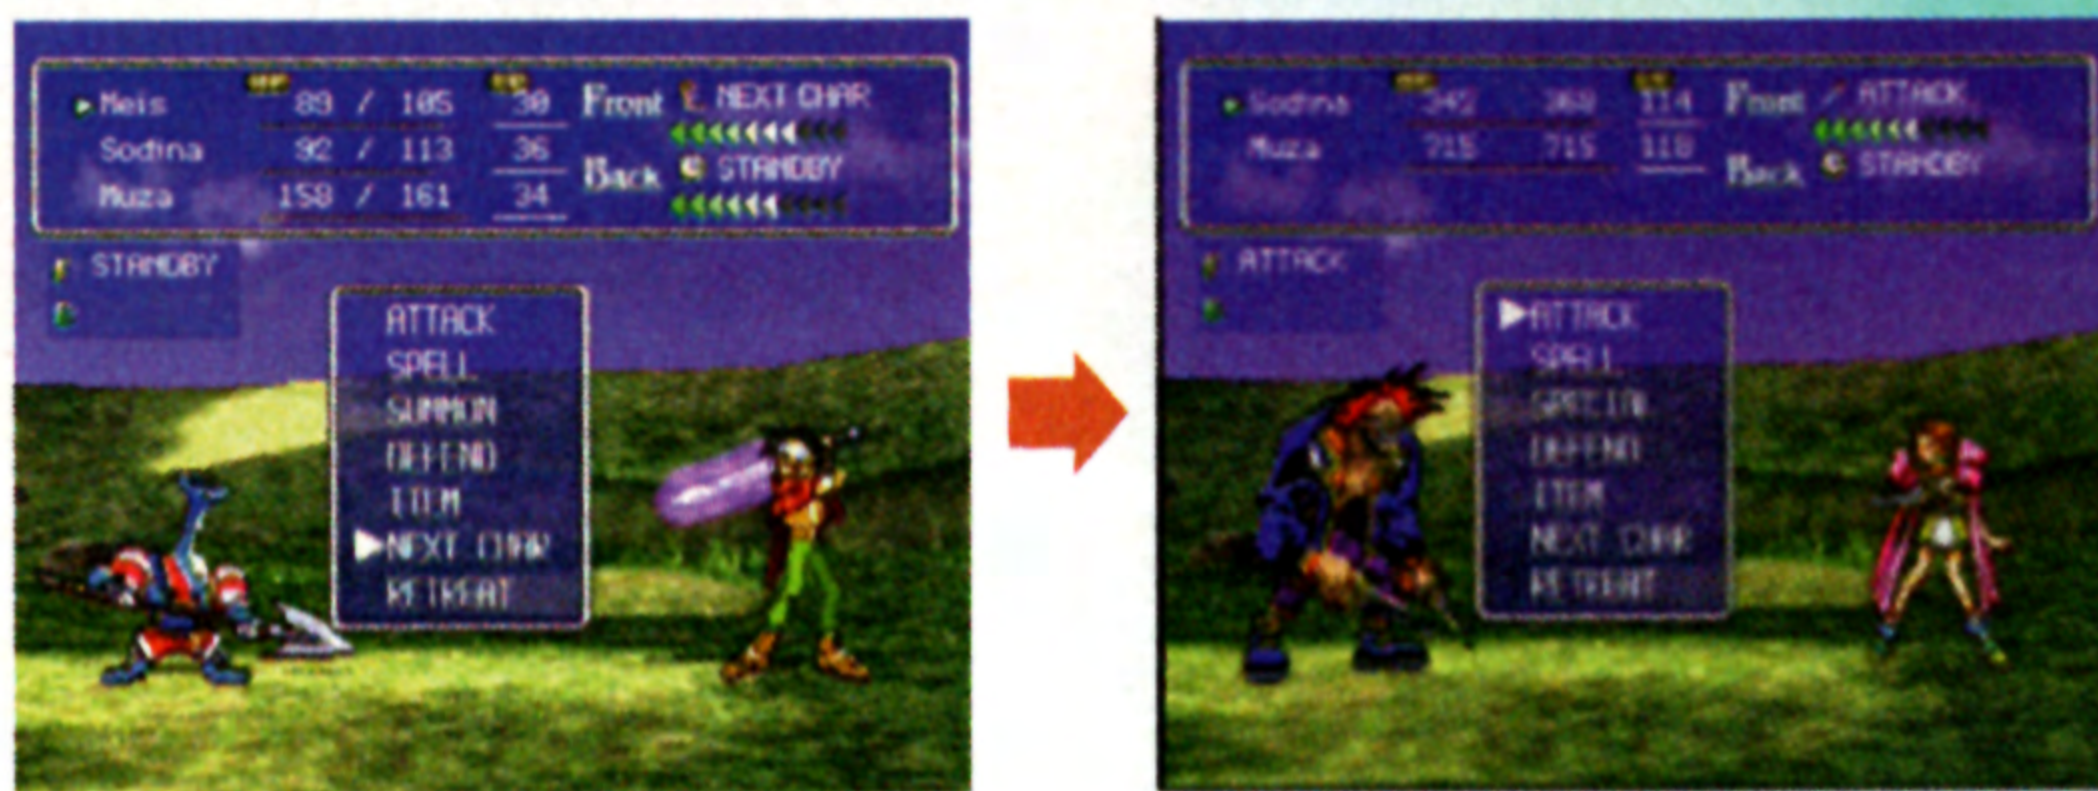 Meis 89 / 105 30 Front NEXT CHAR
Sodina 92 / 113 36
Back STANDBY
Muza 158 / 161 34
STANDBY
ATTACK
SPELL
SUMMON
DEFEND
ITEM
NEXT CHAR
RETREAT
Sodina 368 114 Front ATTACK
Muza 715 715 118
Back STANDBY
ATTACK
ATTACK
SPELL
SPECIAL
DEFEND
ITEM
NEXT CHAR
RETREAT